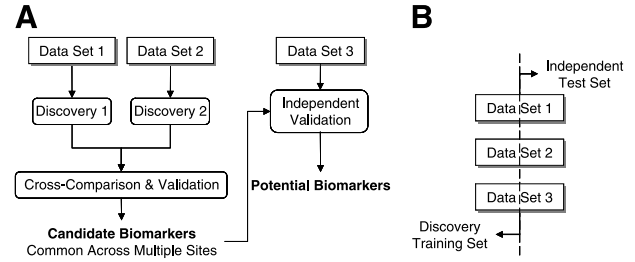 A
Data Set 1
Data Set 2
Data Set 3
Discovery 1
Discovery 2
Independent
Validation
Cross-Comparison & Validation
Potential Biomarkers
Candidate Biomarkers
Common Across Multiple Sites
B
Independent
Test Set
Data Set 1
Data Set 2
Data Set 3
Discovery
Training Set